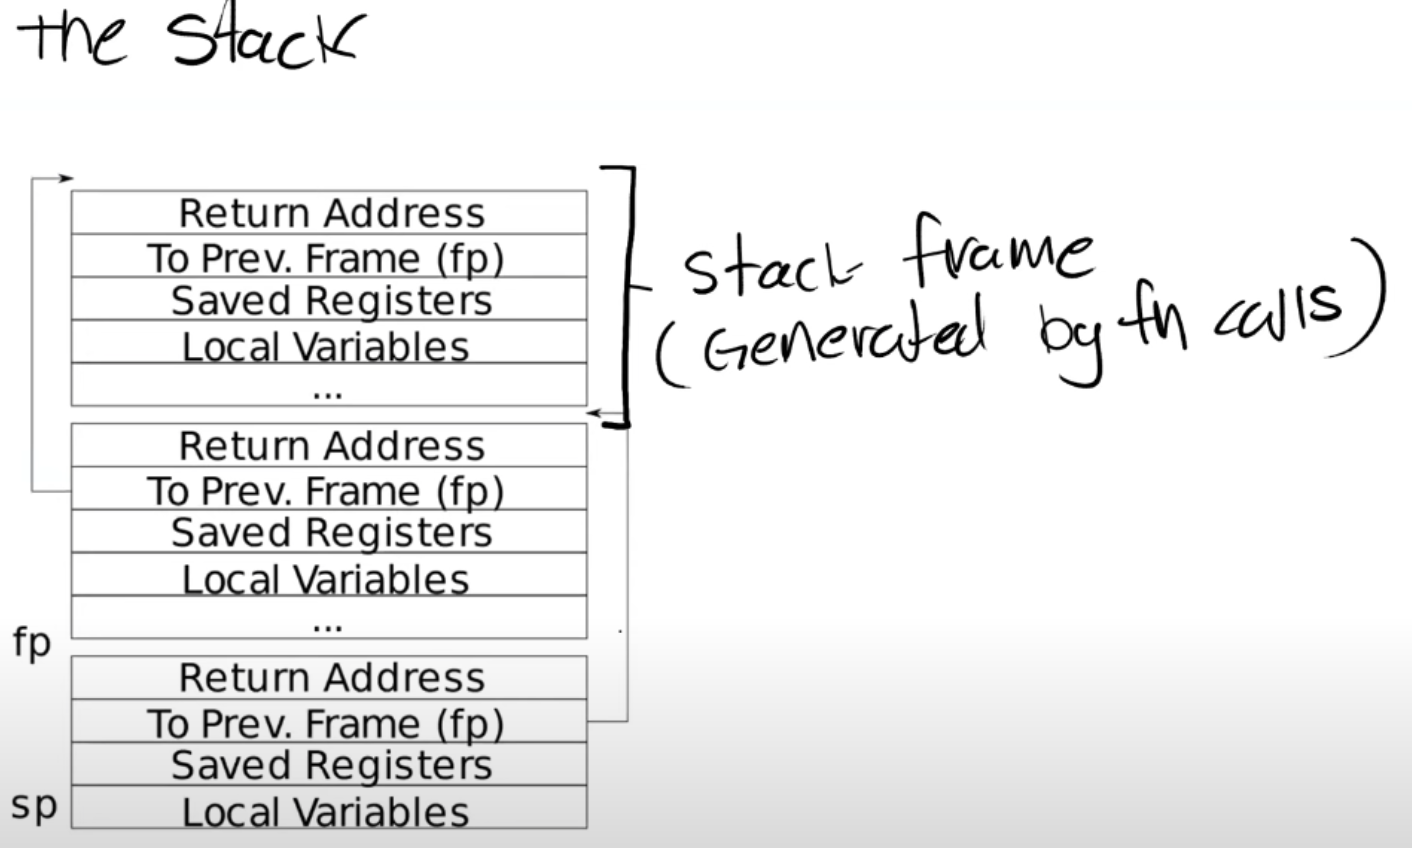 the Stack
Return Address
To Prev. Frame (fp)
Saved Registers
Local Variables
...
stack frame
(Generated by fn calls)
Return Address
To Prev. Frame (fp)
Saved Registers
Local Variables
...
fp
Return Address
To Prev. Frame (fp)
Saved Registers
sp
Local Variables